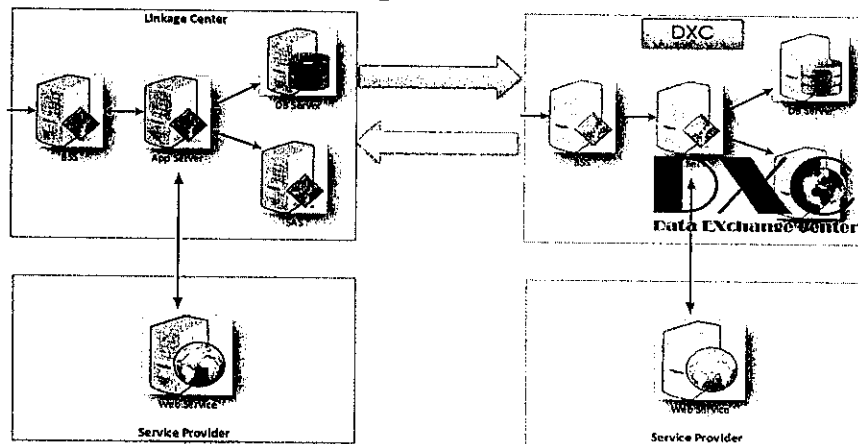 Linkage Center
DB Server
BSS
App Server
SAS
Web Service
Service Provider
DXC
DB Server
BSS
DXC
Data EXchange Center
Web Service
Service Provider